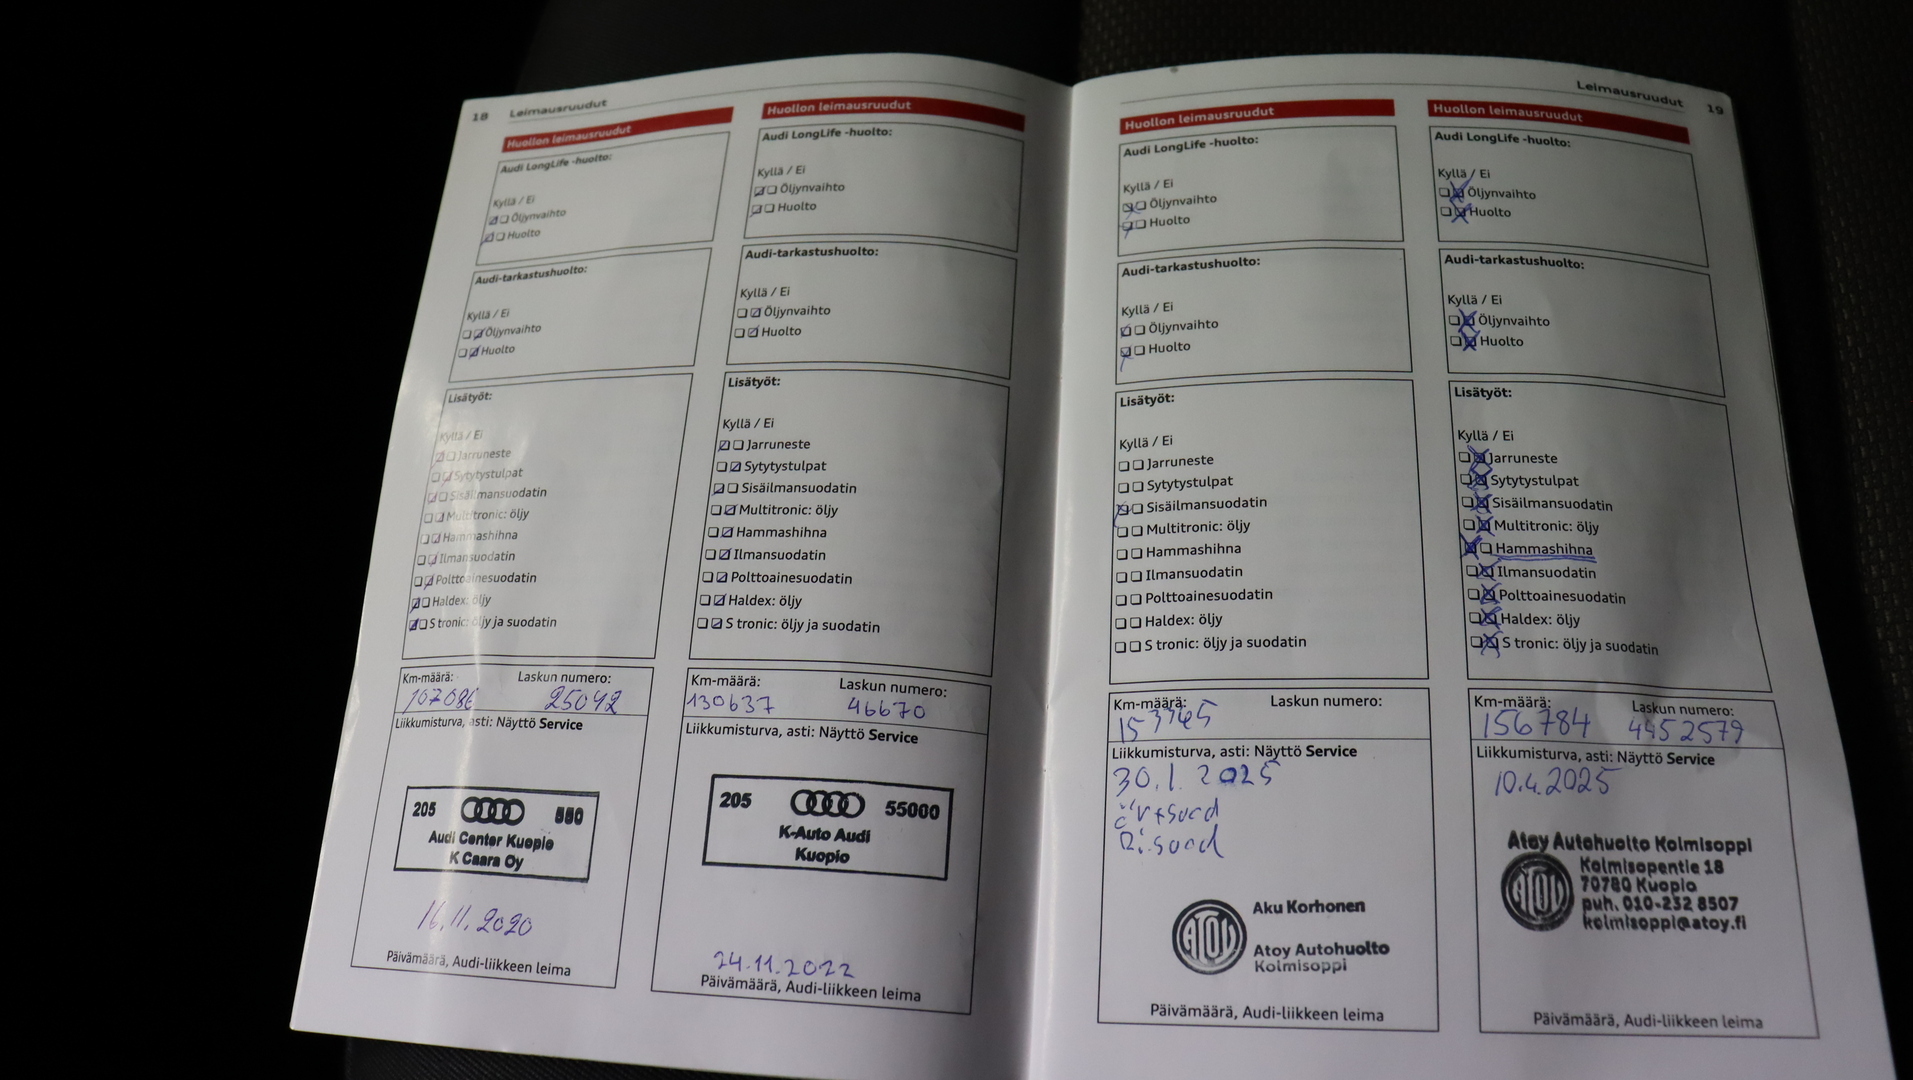 18 Leimausruudut
Huollon leimausruudut
Audi LongLife -huolto:
Kyllä / Ei
Öljynvaihto
Huolto
Audi-tarkastushuolto:
Kyllä / Ei
Öljynvaihto
Huolto
Lisätyöt:
Kyllä / Ei
Jarruneste
Sytytystulpat
Sisäilmansuodatin
Multitronic: öljy
Hammashihna
Ilmansuodatin
Polttoainesuodatin
Haldex: öljy
S tronic: öljy ja suodatin
Km-määrä: Laskun numero:
107086 25042
Liikkumisturva, asti: Näyttö Service
205
Audi Center Kuopio
K Caara Oy
16.11.2020
Päivämäärä, Audi-liikkeen leima
Huollon leimausruudut
Audi LongLife -huolto:
Kyllä / Ei
Öljynvaihto
Huolto
Audi-tarkastushuolto:
Kyllä / Ei
Öljynvaihto
Huolto
Lisätyöt:
Kyllä / Ei
Jarruneste
Sytytystulpat
Sisäilmansuodatin
Multitronic: öljy
Hammashihna
Ilmansuodatin
Polttoainesuodatin
Haldex: öljy
S tronic: öljy ja suodatin
Km-määrä: Laskun numero:
130637 46670
Liikkumisturva, asti: Näyttö Service
205 55000
K-Auto Audi
Kuopio
24.11.2022
Päivämäärä, Audi-liikkeen leima
Leimausruudut 19
Huollon leimausruudut
Audi LongLife -huolto:
Kyllä / Ei
Öljynvaihto
Huolto
Audi-tarkastushuolto:
Kyllä / Ei
Öljynvaihto
Huolto
Lisätyöt:
Kyllä / Ei
Jarruneste
Sytytystulpat
Sisäilmansuodatin
Multitronic: öljy
Hammashihna
Ilmansuodatin
Polttoainesuodatin
Haldex: öljy
S tronic: öljy ja suodatin
Km-määrä: Laskun numero:
Liikkumisturva, asti: Näyttö Service
30.1.2025
ATOY
Aku Korhonen
Atoy Autohuolto
Kolmisoppi
Päivämäärä, Audi-liikkeen leima
Huollon leimausruudut
Audi LongLife -huolto:
Kyllä / Ei
Öljynvaihto
Huolto
Audi-tarkastushuolto:
Kyllä / Ei
Öljynvaihto
Huolto
Lisätyöt:
Kyllä / Ei
Jarruneste
Sytytystulpat
Sisäilmansuodatin
Multitronic: öljy
Hammashihna
Ilmansuodatin
Polttoainesuodatin
Haldex: öljy
S tronic: öljy ja suodatin
Km-määrä: Laskun numero:
156784 4452579
Liikkumisturva, asti: Näyttö Service
10.4.2025
Atoy Autohuolto Kolmisoppi
ATOY
Kolmisopentie 18
70780 Kuopio
puh. 010-232 8507
kolmisoppi@atoy.fi
Päivämäärä, Audi-liikkeen leima